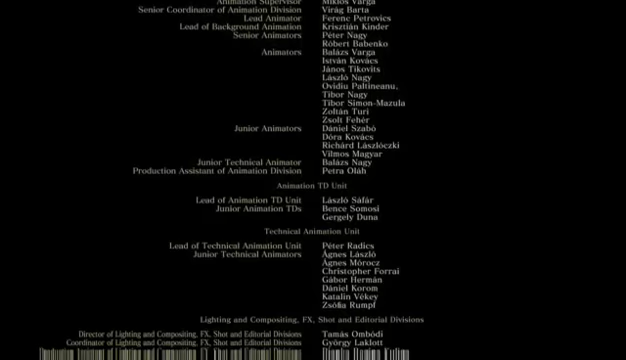 Animation Supervisor Miklós Varga
Senior Coordinator of Animation Division Virág Barta
Lead Animator Ferenc Petrovics
Lead of Background Animation Krisztián Kinder
Senior Animators Péter Nagy
Róbert Babenko
Animators Balázs Varga
István Kovács
János Tikovits
László Nagy
Ovidiu Paltineanu,
Tibor Nagy
Tibor Simon-Mazula
Zoltán Turi
Zsolt Fehér
Junior Animators Dániel Szabó
Dóra Kovács
Richárd Lászlóczki
Vilmos Magyar
Junior Technical Animator Balázs Nagy
Production Assistant of Animation Division Petra Oláh
Animation TD Unit
Lead of Animation TD Unit László Sáfár
Junior Animation TDs Bence Somosi
Gergely Duna
Technical Animation Unit
Lead of Technical Animation Unit Péter Radics
Junior Technical Animators Ágnes László
Ágnes Mórocz
Christopher Forrai
Gábor Hermán
Dániel Korom
Katalin Vékey
Zsófia Rumpf
Lighting and Compositing, FX, Shot and Editorial Divisions
Director of Lighting and Compositing, FX, Shot and Editorial Divisions Tamás Ombódi
Coordinator of Lighting and Compositing, FX, Shot and Editorial Divisions György Laklott